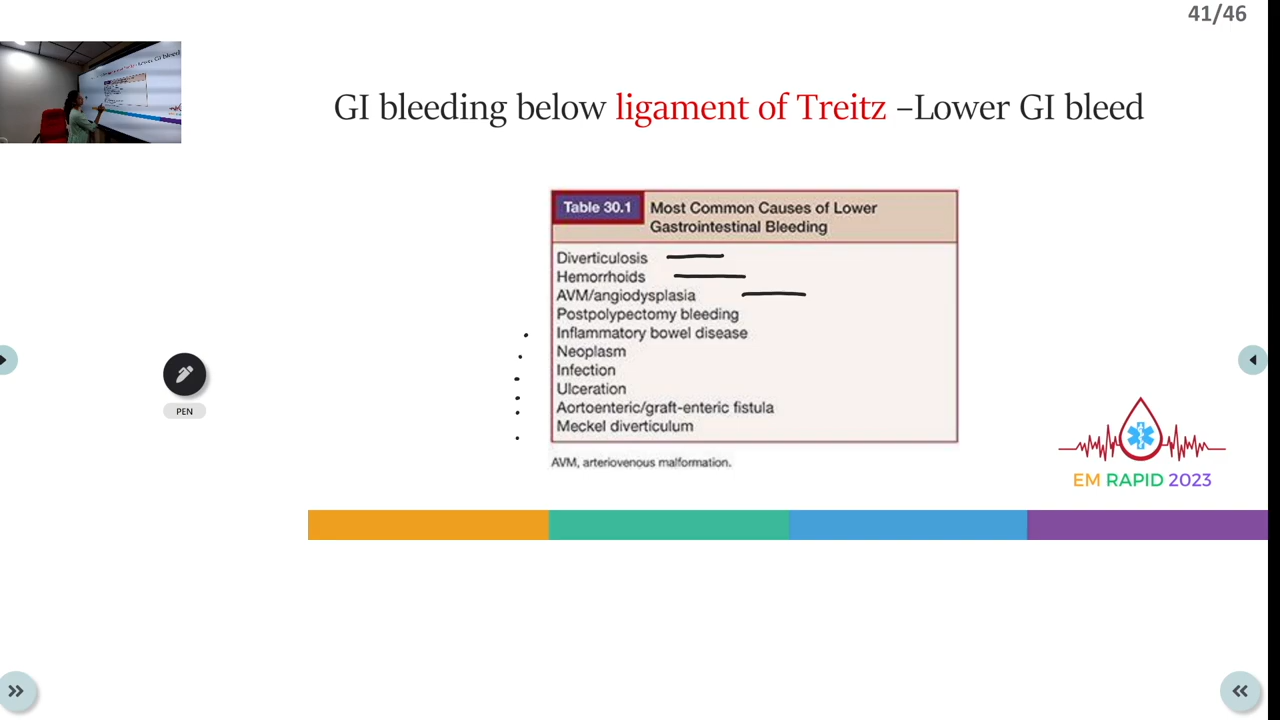 41/46
GI bleeding below ligament of Treitz –Lower GI bleed
Table 30.1 Most Common Causes of Lower
Gastrointestinal Bleeding
Diverticulosis
Hemorrhoids
AVM/angiodysplasia
Postpolypectomy bleeding
Inflammatory bowel disease
Neoplasm
Infection
Ulceration
Aortoenteric/graft-enteric fistula
Meckel diverticulum
AVM, arteriovenous malformation.
PEN
EM RAPID 2023